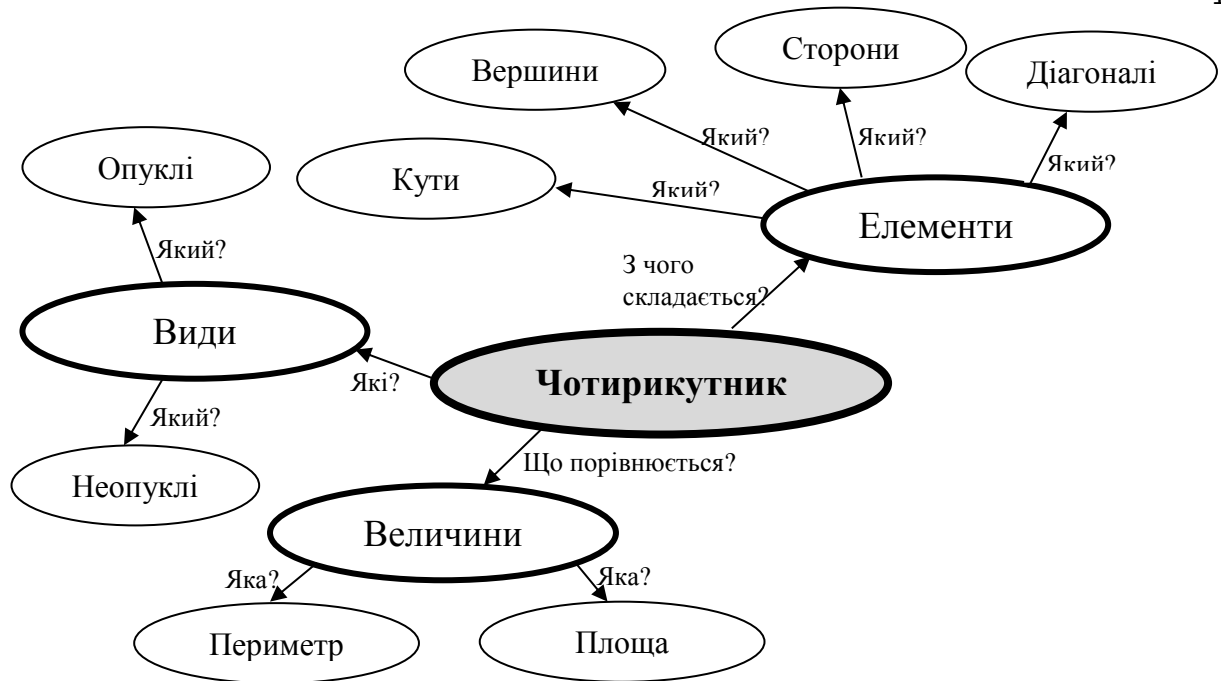 Сторони
Вершини
Діагоналі
Який?
Який?
Який?
Опуклі
Кути
Який?
Елементи
Який?
З чого
складається?
Види
Які?
Чотирикутник
Який?
Що порівнюється?
Неопуклі
Величини
Яка?
Яка?
Периметр
Площа